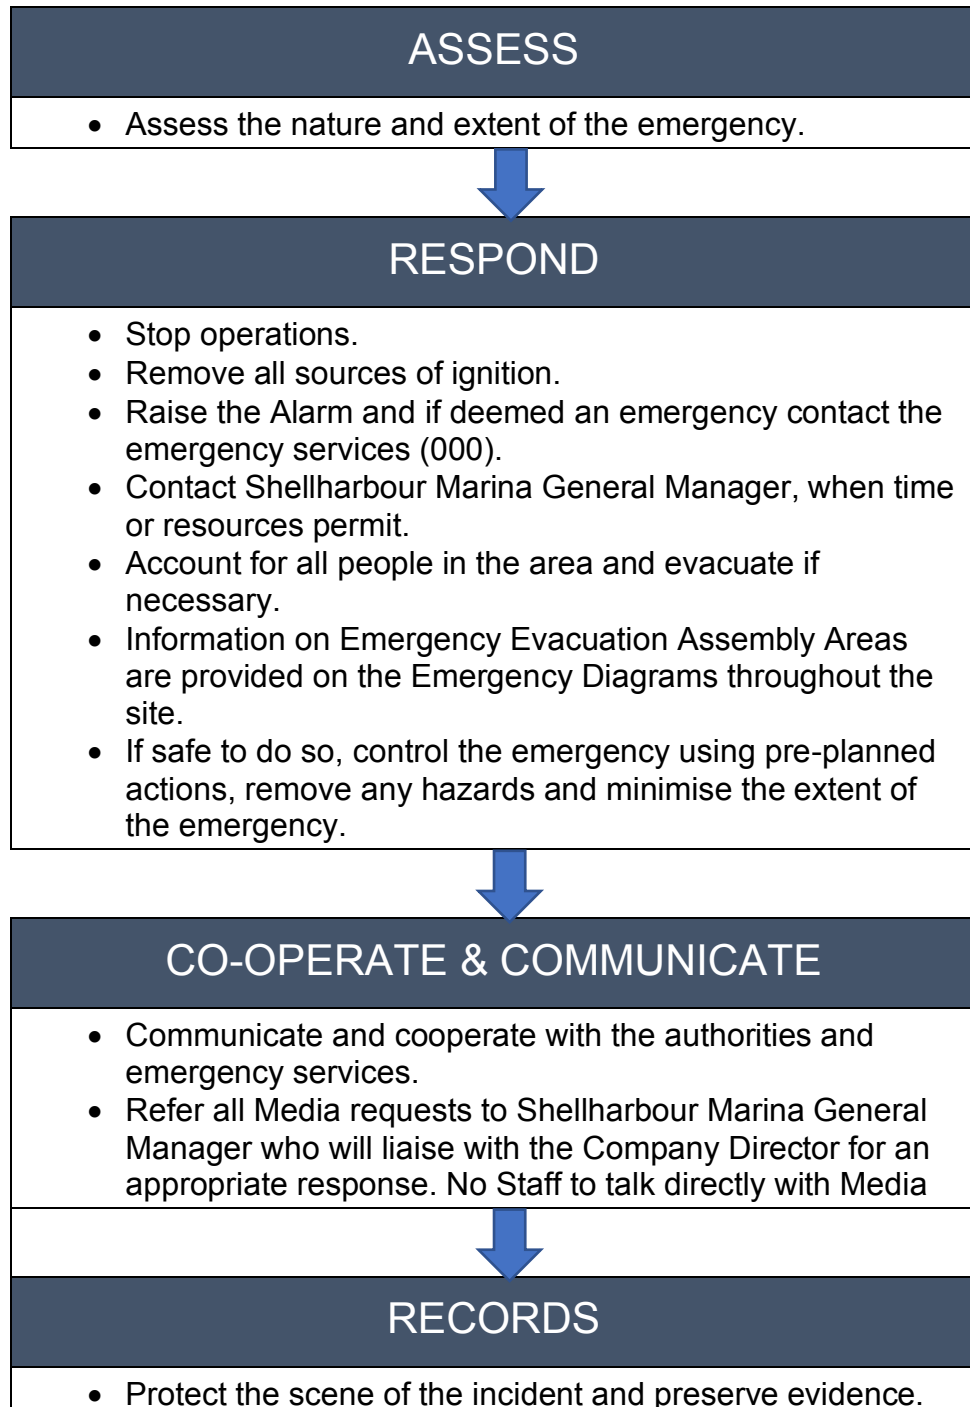 ASSESS
• Assess the nature and extent of the emergency.
RESPOND
• Stop operations.
• Remove all sources of ignition.
• Raise the Alarm and if deemed an emergency contact the
emergency services (000).
• Contact Shellharbour Marina General Manager, when time
or resources permit.
• Account for all people in the area and evacuate if
necessary.
• Information on Emergency Evacuation Assembly Areas
are provided on the Emergency Diagrams throughout the
site.
• If safe to do so, control the emergency using pre-planned
actions, remove any hazards and minimise the extent of
the emergency.
CO-OPERATE & COMMUNICATE
• Communicate and cooperate with the authorities and
emergency services.
• Refer all Media requests to Shellharbour Marina General
Manager who will liaise with the Company Director for an
appropriate response. No Staff to talk directly with Media
RECORDS
• Protect the scene of the incident and preserve evidence.